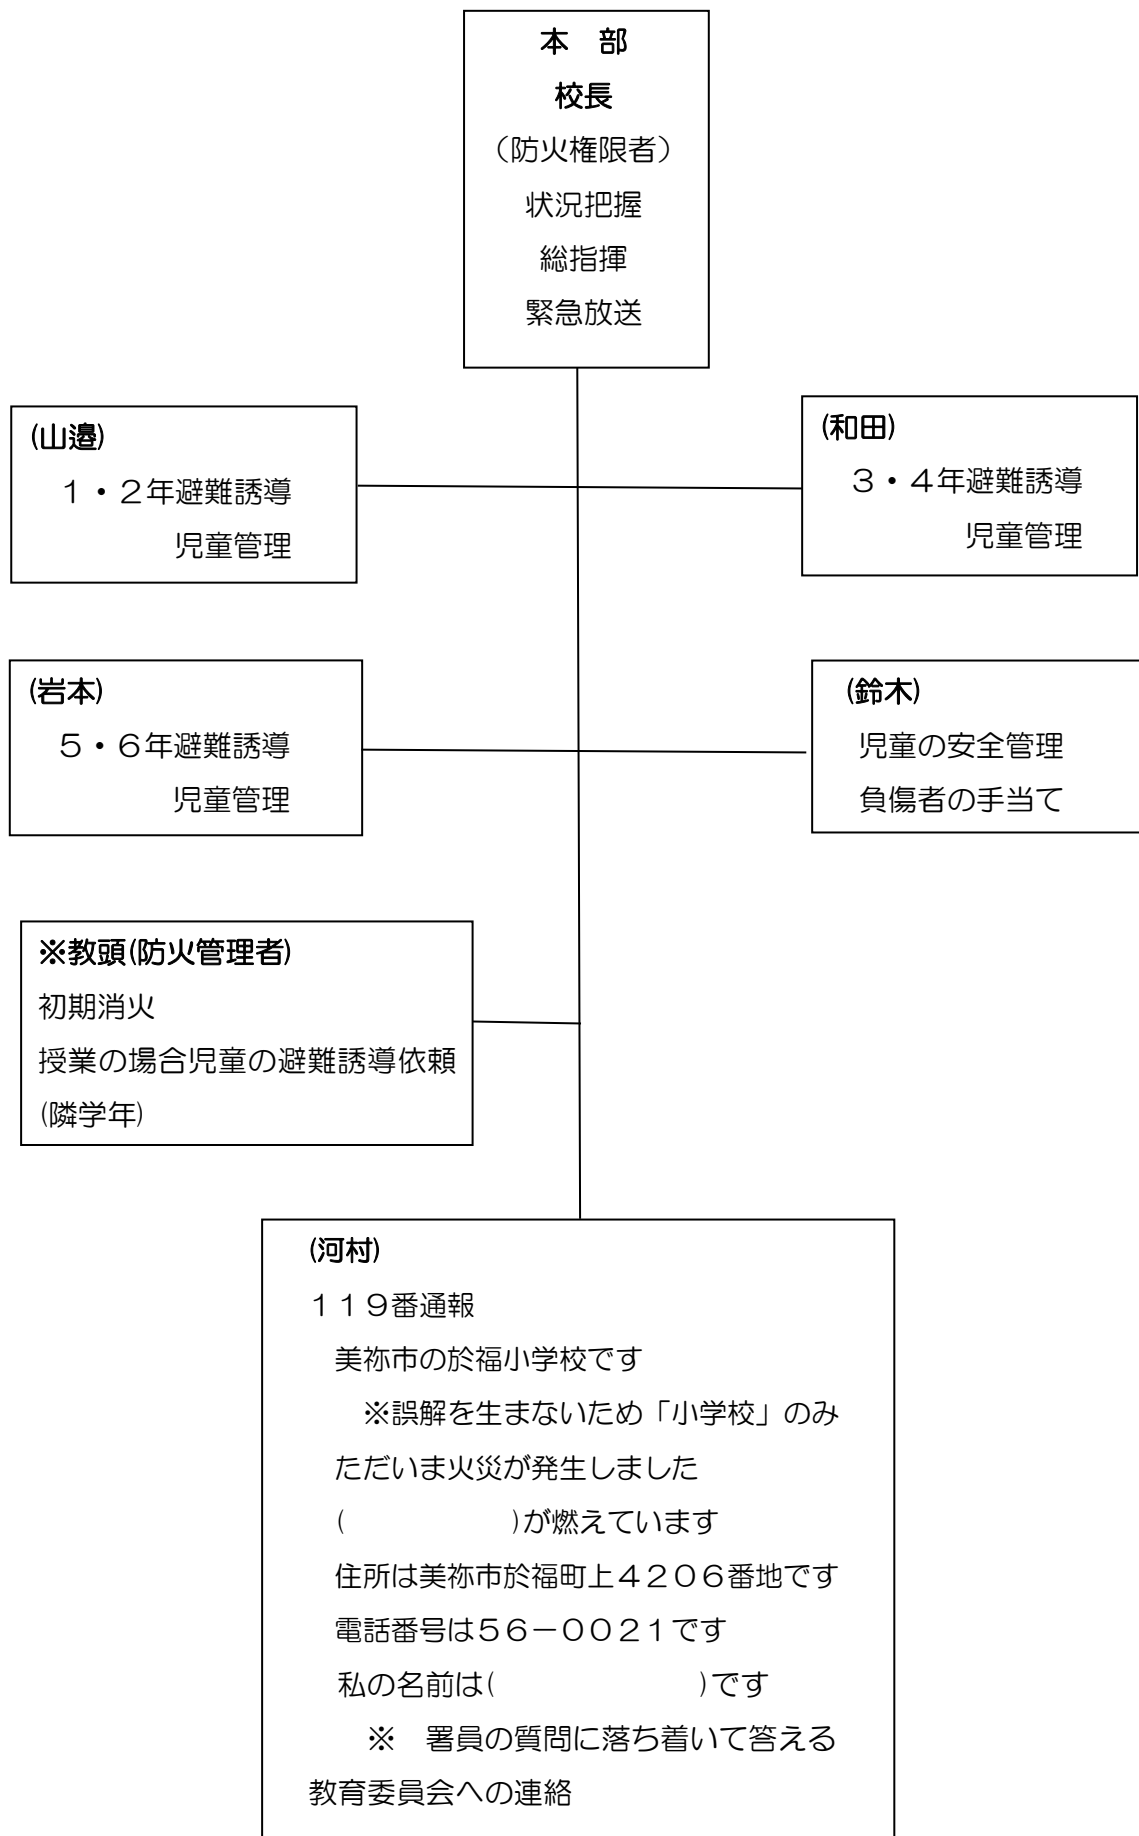 本　部
校長
（防火権限者）
状況把握
総指揮
緊急放送
(山邉)
１・２年避難誘導
児童管理
(和田)
３・４年避難誘導
児童管理
(岩本)
５・６年避難誘導
児童管理
(鈴木)
児童の安全管理
負傷者の手当て
※教頭(防火管理者)
初期消火
授業の場合児童の避難誘導依頼
(隣学年)
(河村)
１１９番通報
美祢市の於福小学校です
※誤解を生まないため「小学校」のみ
ただいま火災が発生しました
(　　　　　　)が燃えています
住所は美祢市於福町上４２０６番地です
電話番号は５６－００２１です
私の名前は(　　　　　　　)です
※　署員の質問に落ち着いて答える
教育委員会への連絡